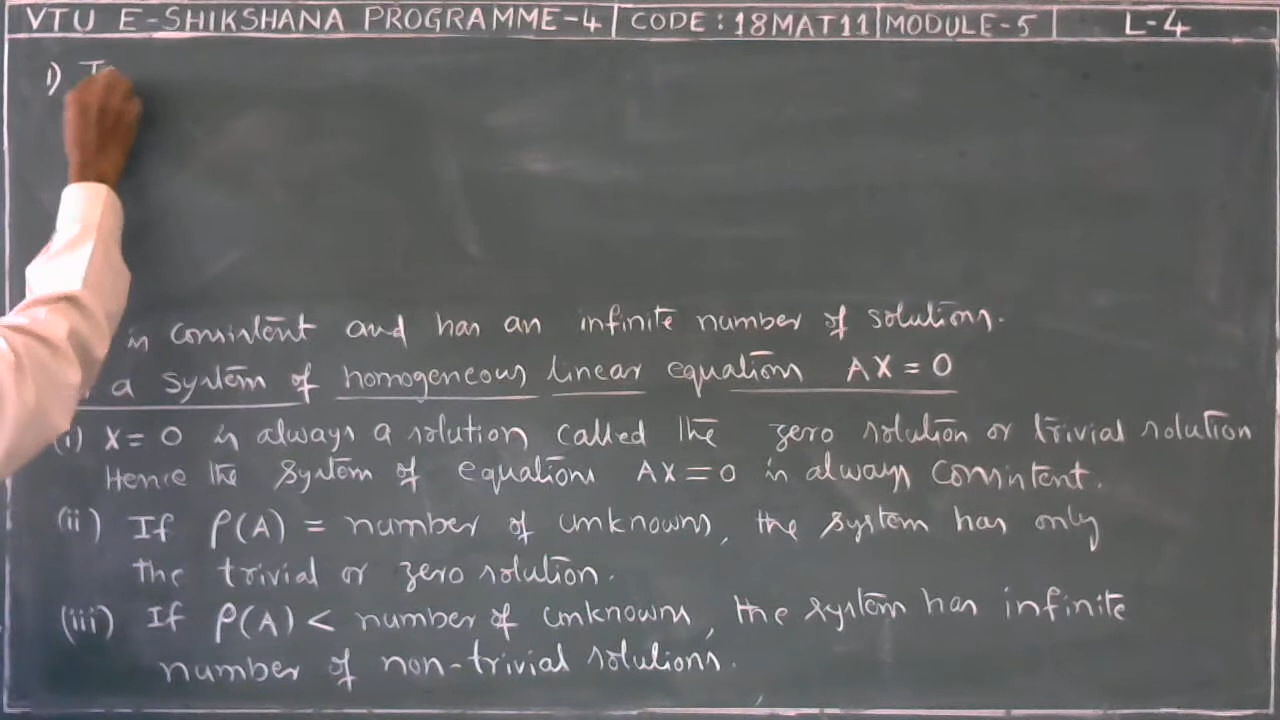 VTU E-SHIKSHANA PROGRAMME-4 | CODE : 18MAT11 | MODULE-5 | L-4
1)
is consistent and has an infinite number of solutions.
a system of homogeneous linear equations AX = 0
(i) X = 0 is always a solution called the zero solution or trivial solution
Hence the system of equations AX = 0 is always consistent.
(ii) If ρ(A) = number of unknowns, the system has only
the trivial or zero solution.
(iii) If ρ(A) < number of unknowns, the system has infinite
number of non-trivial solutions.